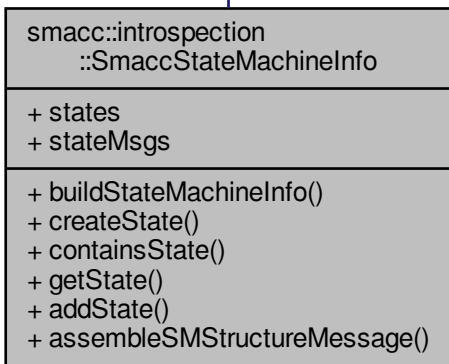 smacc::introspection
::SmaccStateMachineInfo
+ states
+ stateMsgs
+ buildStateMachineInfo()
+ createState()
+ containsState()
+ getState()
+ addState()
+ assembleSMStructureMessage()